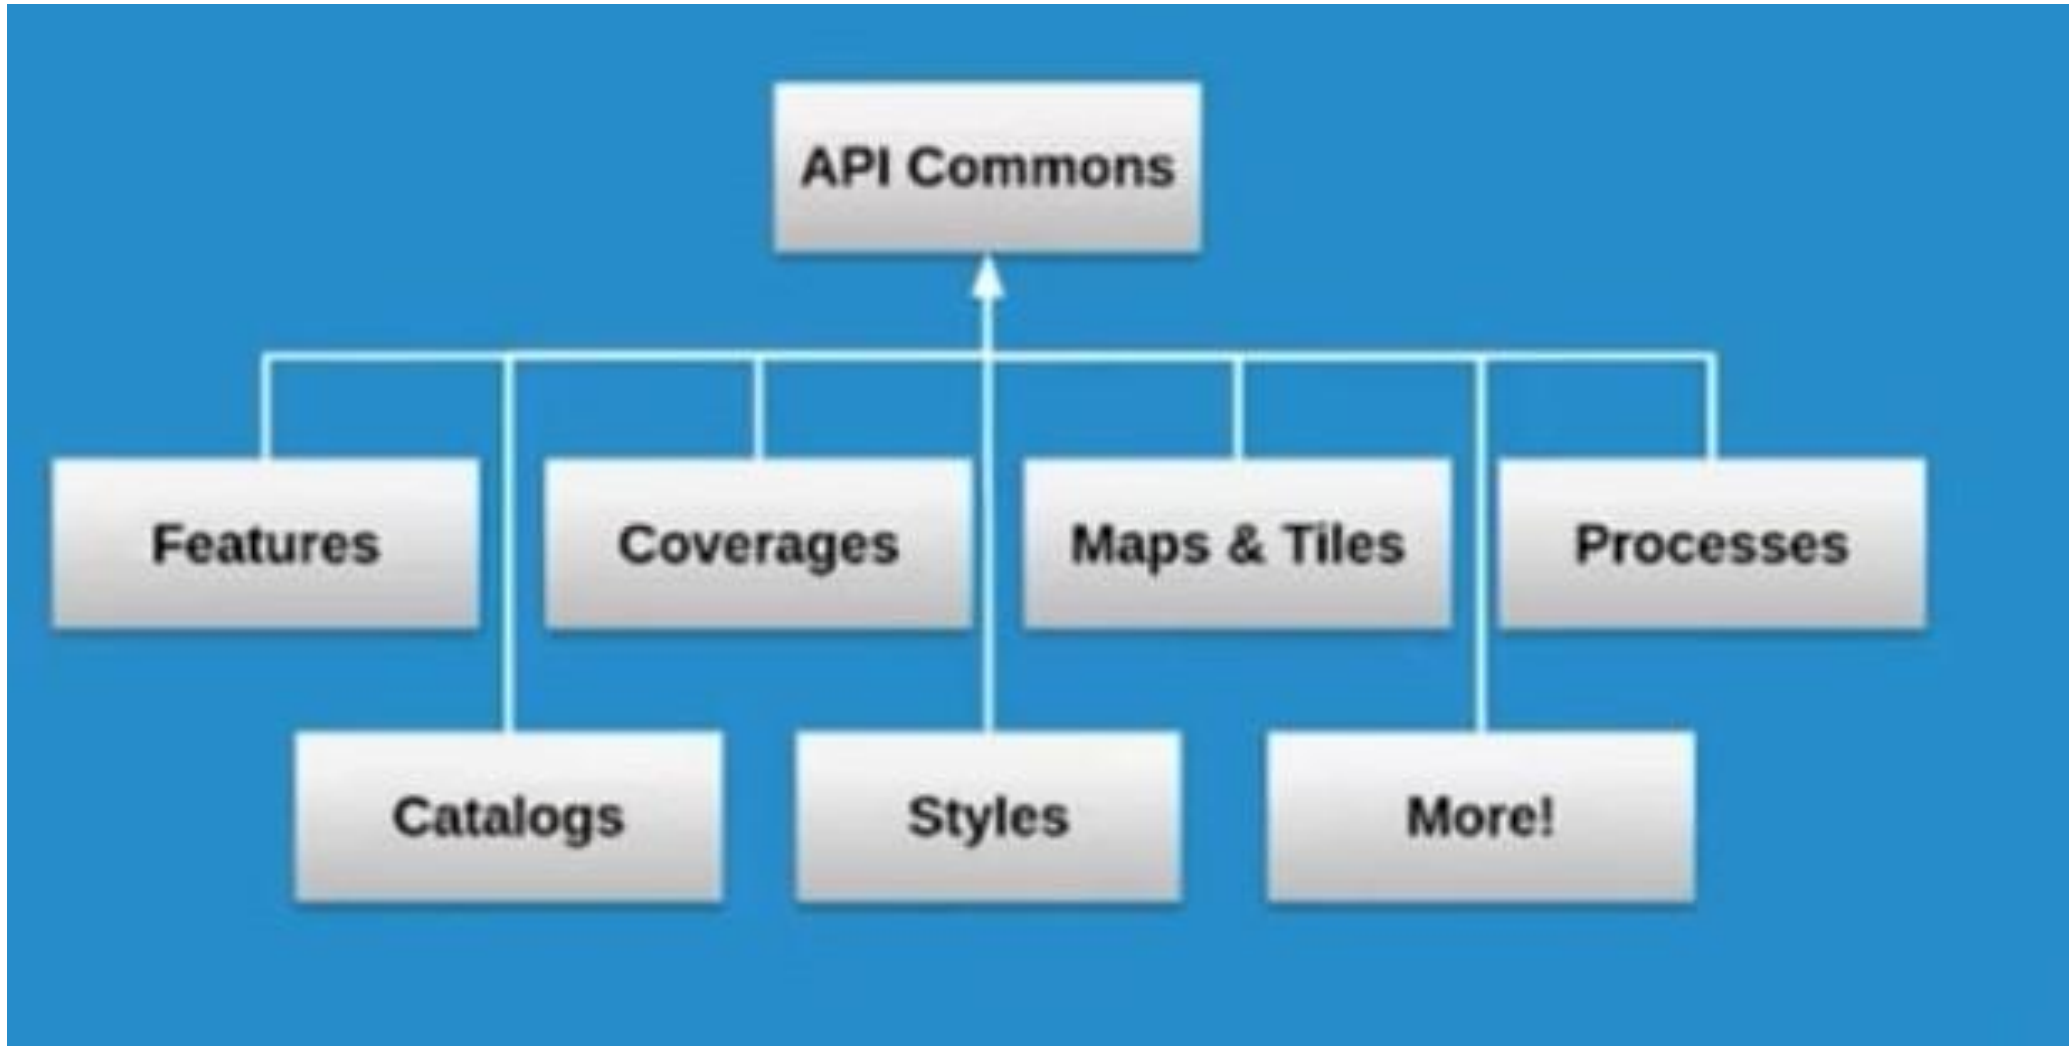 API Commons
Features
Coverages
Maps & Tiles
Processes
Catalogs
Styles
More!